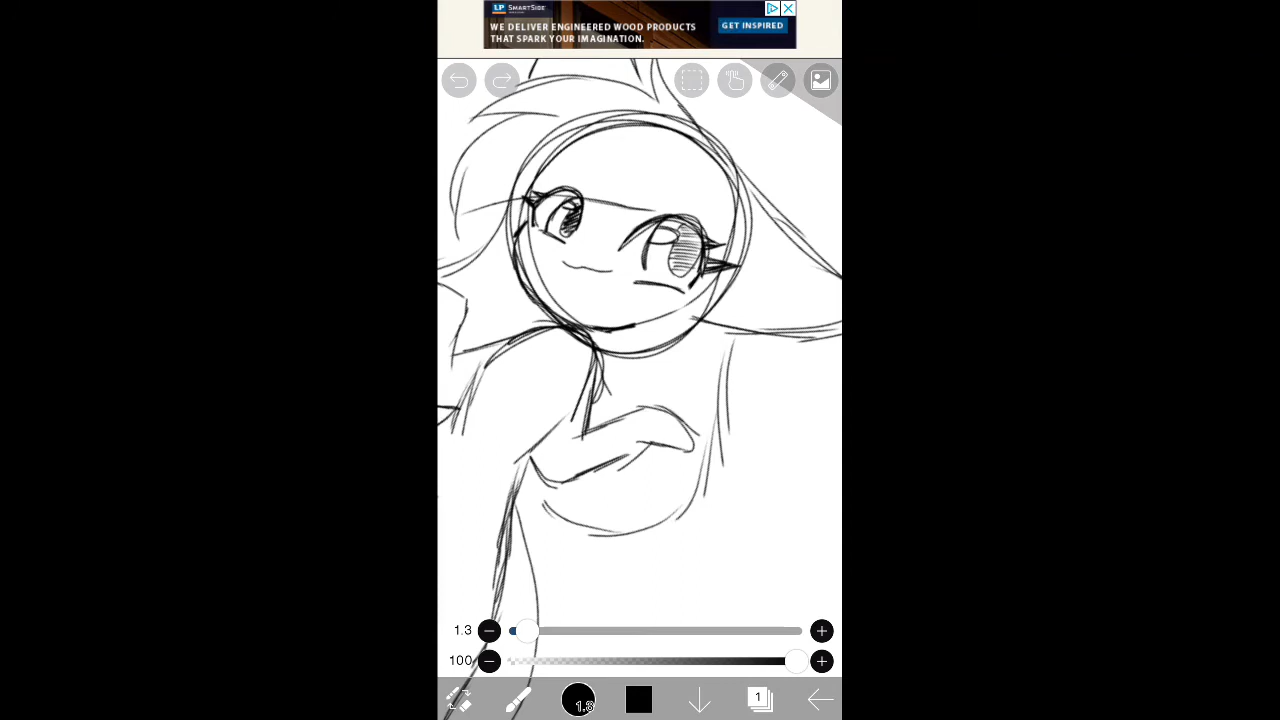 LP SMARTSIDE
WE DELIVER ENGINEERED WOOD PRODUCTS
THAT SPARK YOUR IMAGINATION.
GET INSPIRED
1.3
100
1.3
1